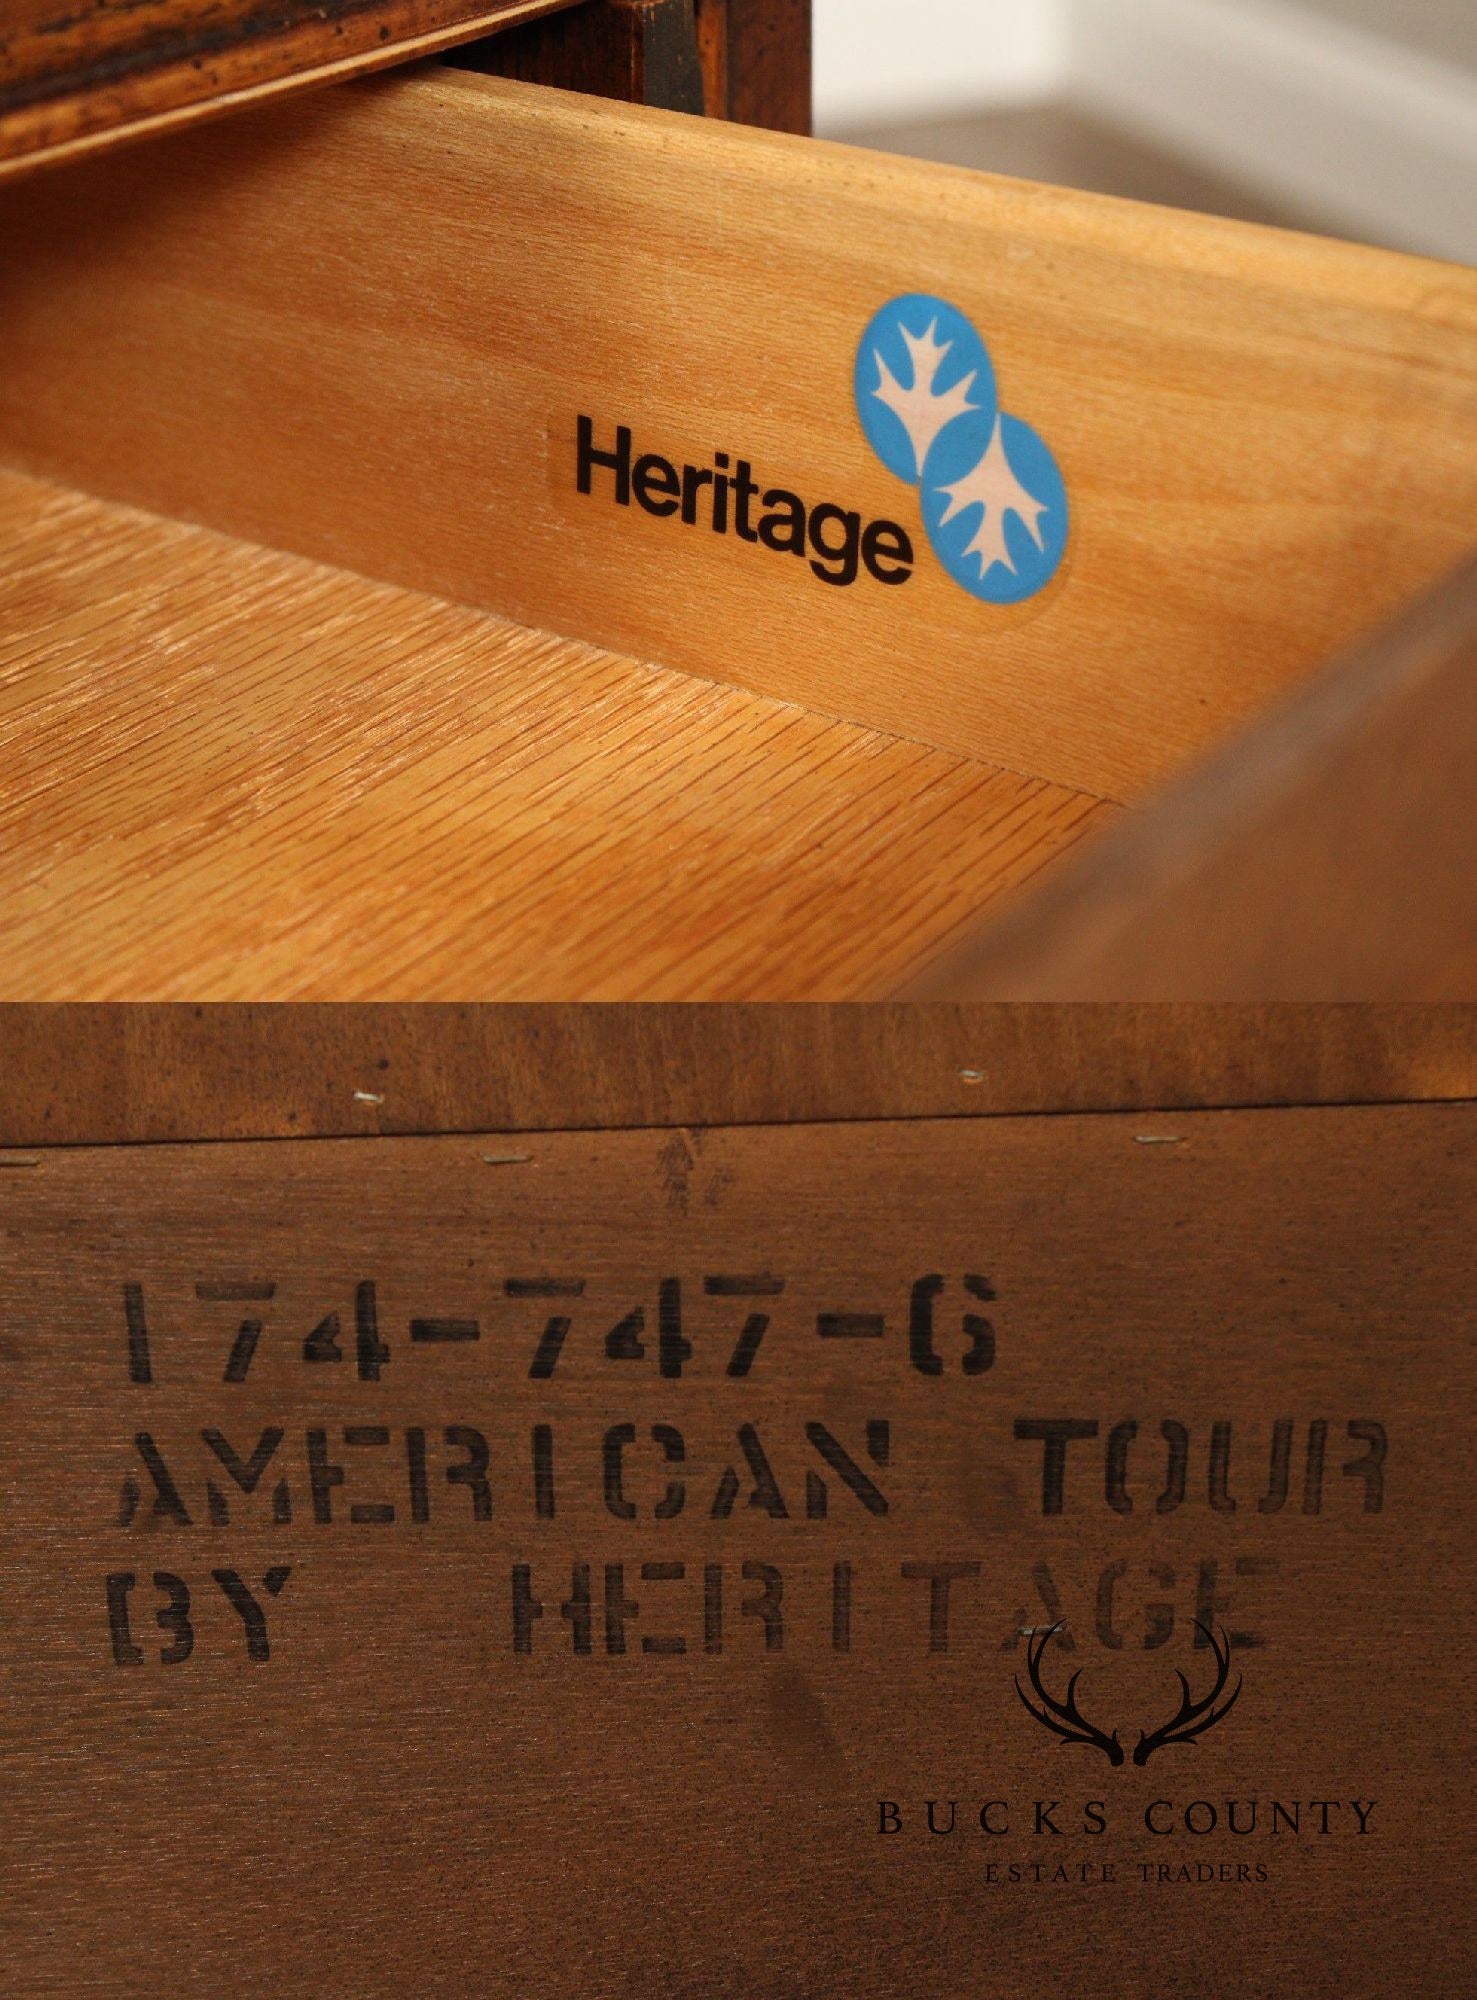 Heritage
174-747-6
AMERICAN TOUR
BY HERITAGE
BUCKS COUNTY
ESTATE TRADERS